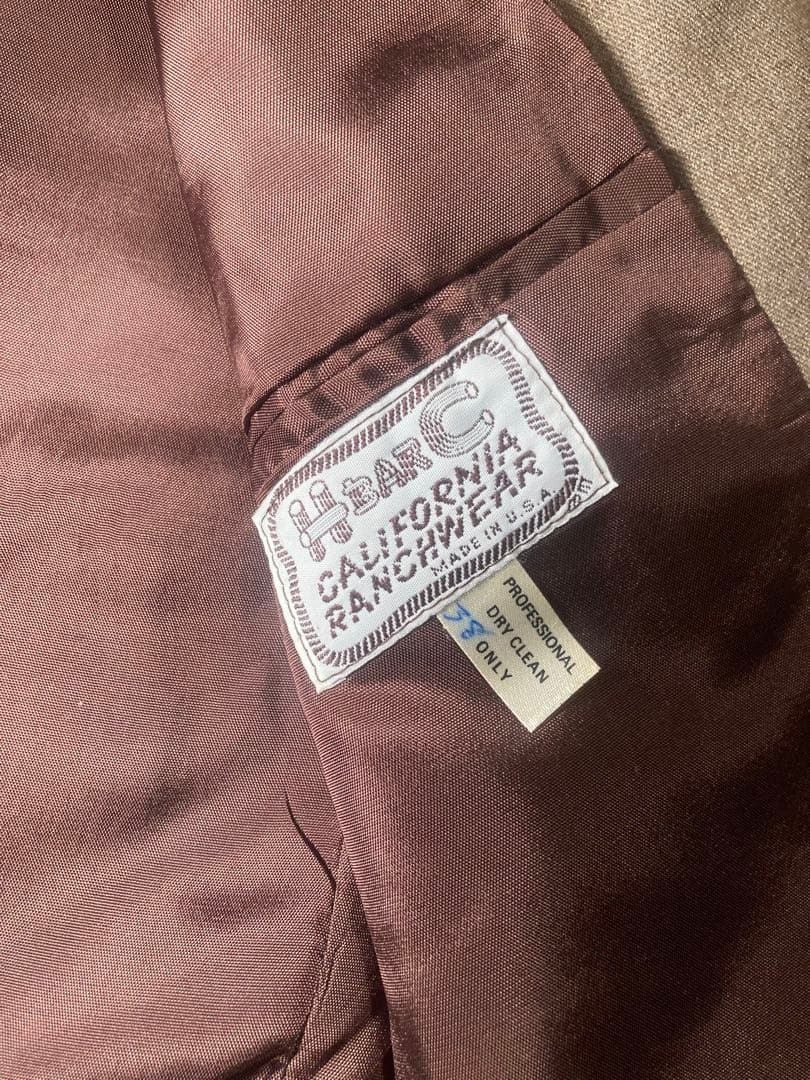 H BAR C
CALIFORNIA
RANCHWEAR
MADE IN U.S.A.
PROFESSIONAL
DRY CLEAN
ONLY
38